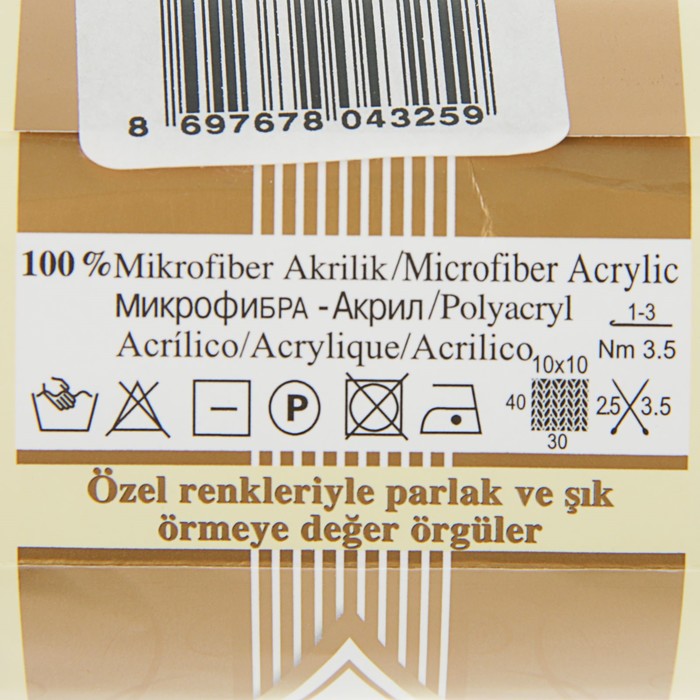 8 697678 043259
100 % Mikrofiber Akrilik/Microfiber Acrylic
МИКРОФИБРА - АКРИЛ/Polyacryl
Acrílico/Acrylique/Acrilico
1-3
Nm 3.5
10x10
40
30
P
2.5 3.5
Özel renkleriyle parlak ve şık
örmeye değer örgüler